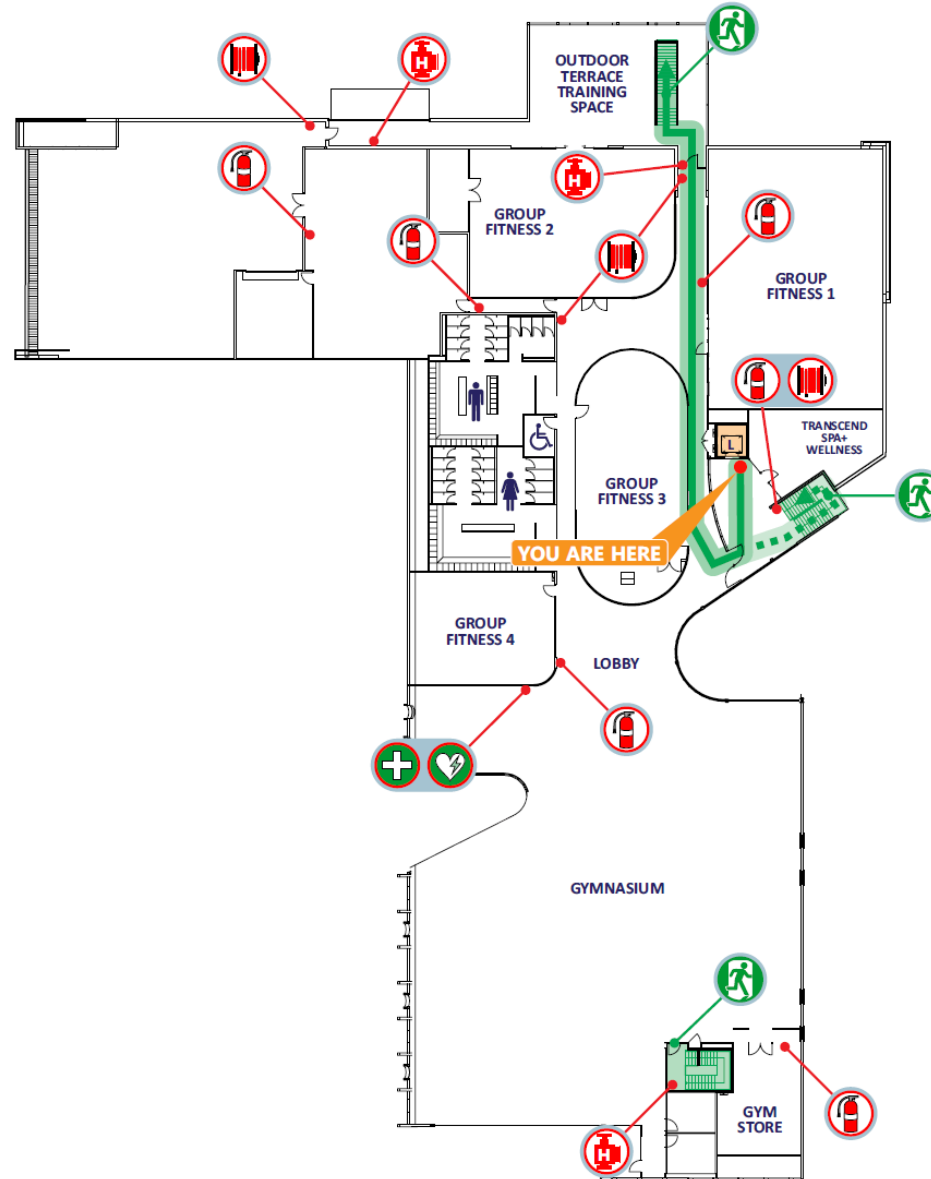 OUTDOOR
TERRACE
TRAINING
SPACE
H
H
GROUP
FITNESS 2
GROUP
FITNESS 1
TRANSCEND
SPA+
WELLNESS
L
GROUP
FITNESS 3
YOU ARE HERE
GROUP
FITNESS 4
LOBBY
GYMNASIUM
GYM
STORE
H